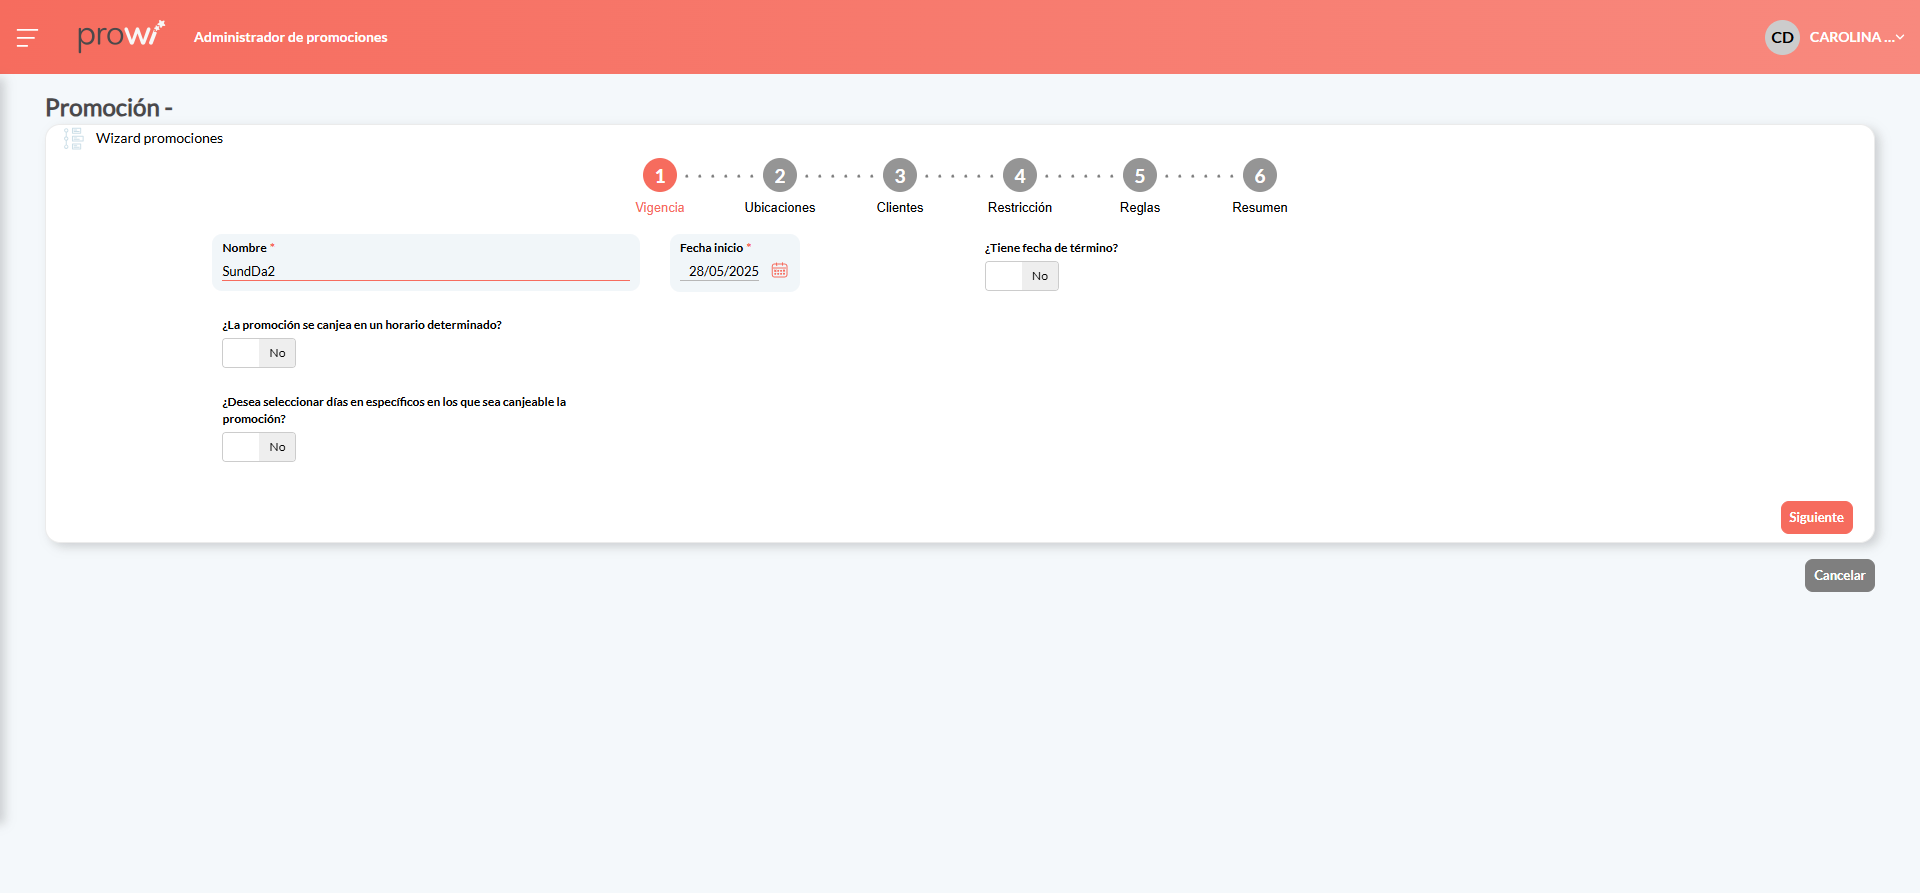 prowi
Administrador de promociones
CD
CAROLINA ...
Promoción -
Wizard promociones
1
2
3
4
5
6
Vigencia
Ubicaciones
Clientes
Restricción
Reglas
Resumen
Nombre *
Fecha inicio *
¿Tiene fecha de término?
SundDa2
28/05/2025
No
¿La promoción se canjea en un horario determinado?
No
¿Desea seleccionar días en específicos en los que sea canjeable la
promoción?
No
Siguiente
Cancelar